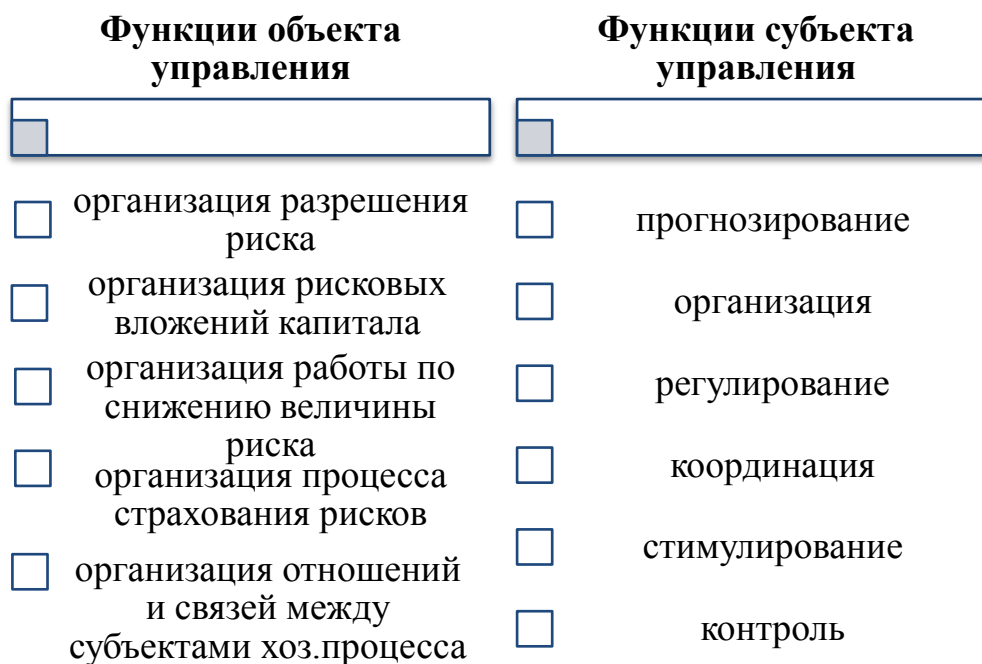 Функции объекта
управления
организация разрешения
риска
организация рисковых
вложений капитала
организация работы по
снижению величины
риска
организация процесса
страхования рисков
организация отношений
и связей между
субъектами хоз.процесса
Функции субъекта
управления
прогнозирование
организация
регулирование
координация
стимулирование
контроль